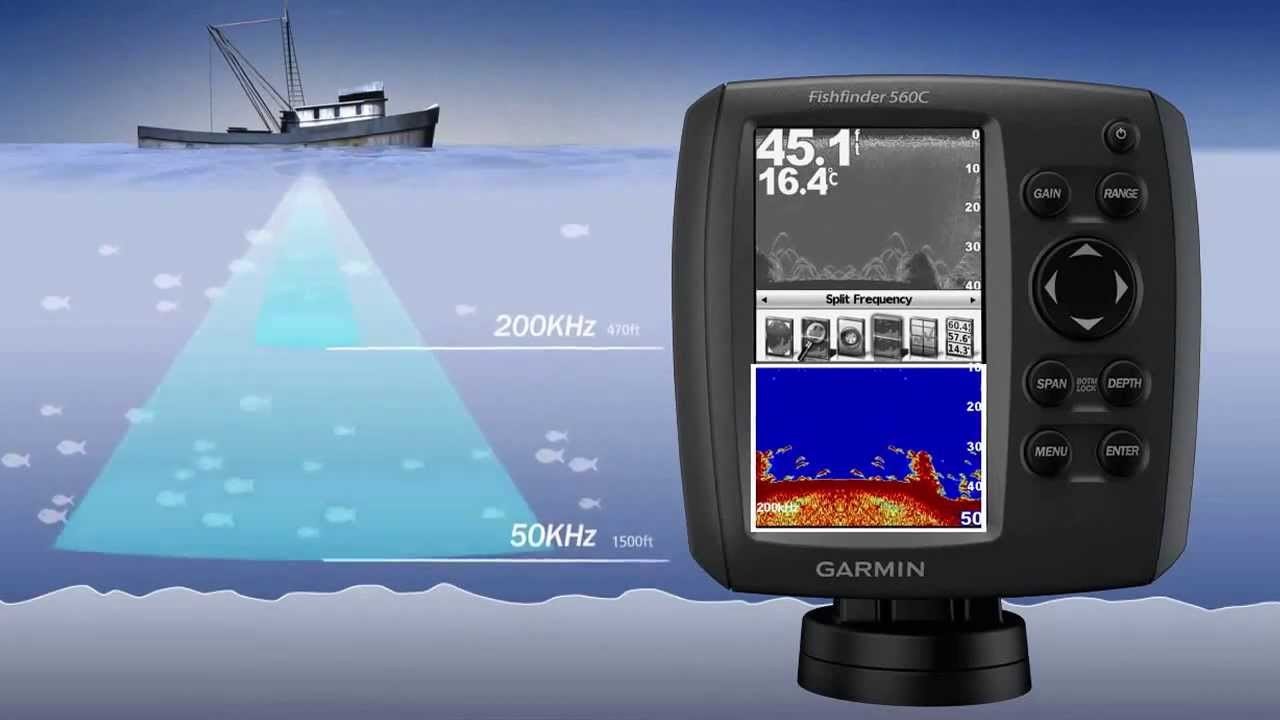 Fishfinder 560C
45.1 ft
16.4°C
0
10
20
30
40
Split Frequency
60.4
57.6
14.3
10
20
30
40
50
200kHz
GAIN
RANGE
SPAN
BOTM LOCK
DEPTH
MENU
ENTER
GARMIN
200KHz 470ft
50KHz 1500ft